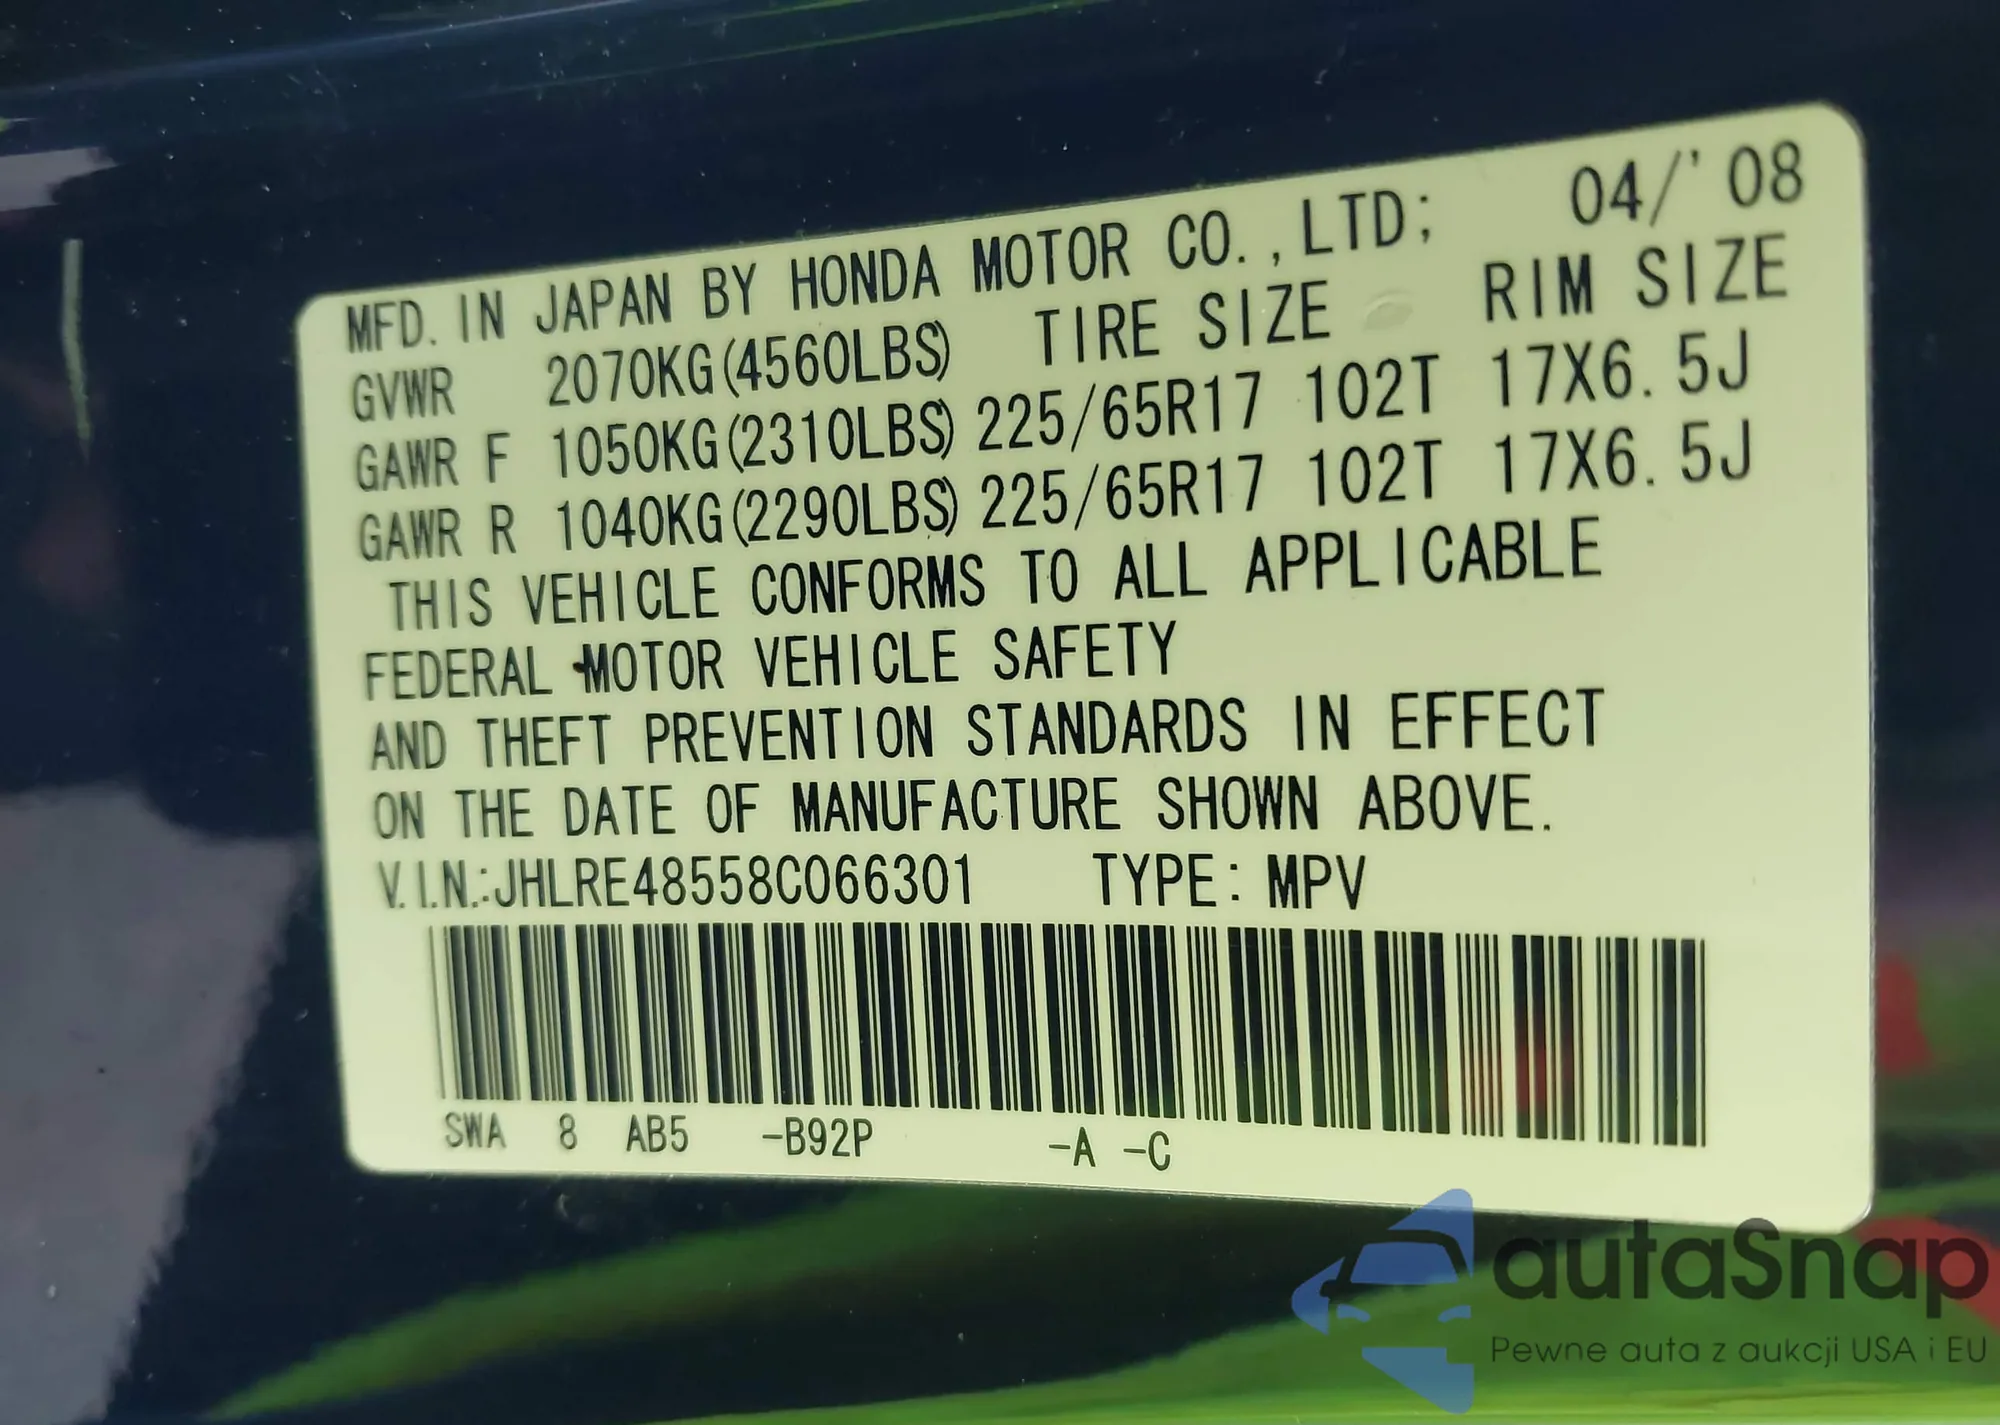 MFD. IN JAPAN BY HONDA MOTOR CO.,LTD; 04/'08
GVWR 2070KG(4560LBS) TIRE SIZE RIM SIZE
GAWR F 1050KG(2310LBS) 225/65R17 102T 17X6.5J
GAWR R 1040KG(2290LBS) 225/65R17 102T 17X6.5J
THIS VEHICLE CONFORMS TO ALL APPLICABLE
FEDERAL MOTOR VEHICLE SAFETY
AND THEFT PREVENTION STANDARDS IN EFFECT
ON THE DATE OF MANUFACTURE SHOWN ABOVE.
V.I.N.:JHLRE48558C066301 TYPE: MPV
SWA 8 AB5 -B92P -A -C
autaSnap
Pewne auta z aukcji USA i EU